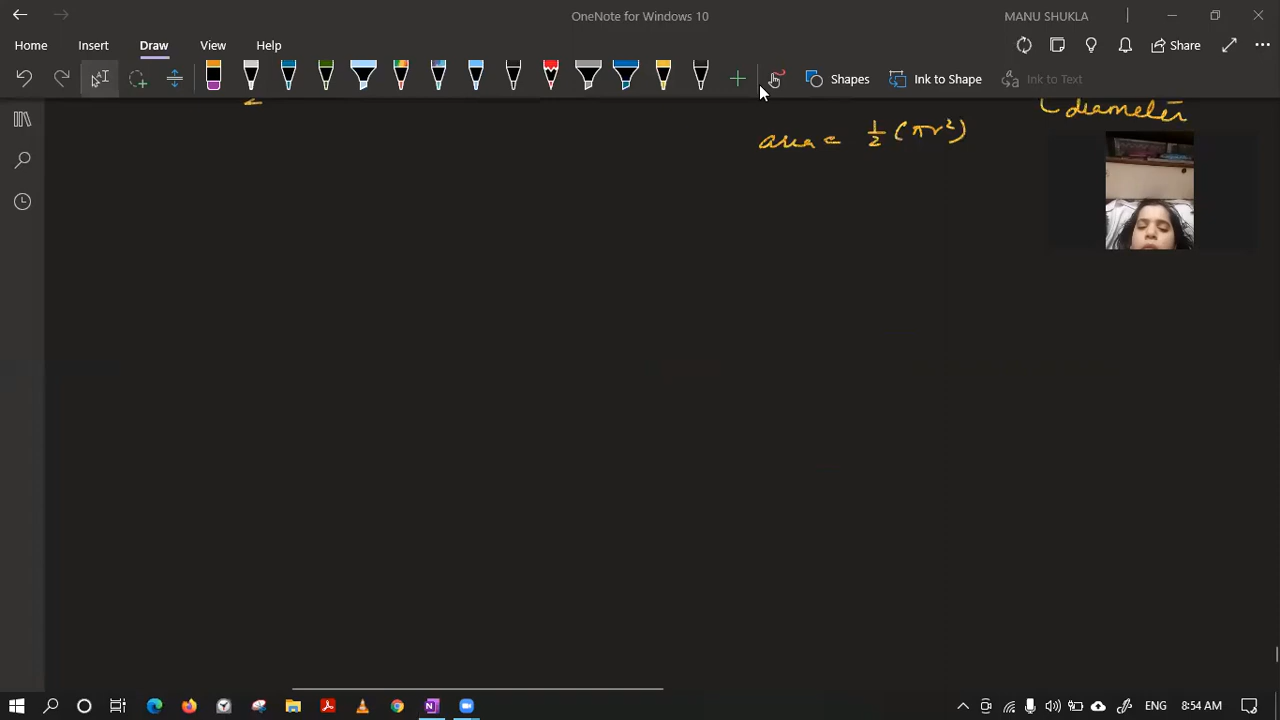 OneNote for Windows 10
MANU SHUKLA
Home Insert Draw View Help
Share
Shapes
Ink to Shape
Ink to Text
(diameter
area = 1/2 (πr²)
ENG 8:54 AM